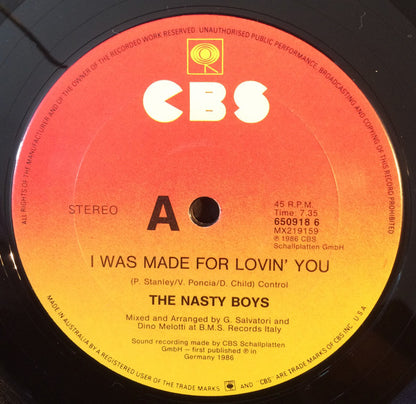 ALL RIGHTS OF THE MANUFACTURER AND OF THE OWNER OF THE RECORDED WORK RESERVED. UNAUTHORISED PUBLIC PERFORMANCE, BROADCASTING AND COPYING OF THIS RECORD PROHIBITED
CBS
STEREO
A
45 R.P.M.
Time: 7.35
650918 6
MX219159
℗ 1986 CBS
Schallplatten GmbH
I WAS MADE FOR LOVIN' YOU
(P. Stanley/V. Poncia/D. Child) Control
THE NASTY BOYS
Mixed and Arranged by G. Salvatori and
Dino Melotti at B.M.S. Records Italy
Sound recording made by CBS Schallplatten
GmbH — first published ℗ in
Germany 1986
MADE IN AUSTRALIA BY A REGISTERED USER OF THE TRADE MARKS AND "CBS" ARE TRADE MARKS OF CBS INC. U S A